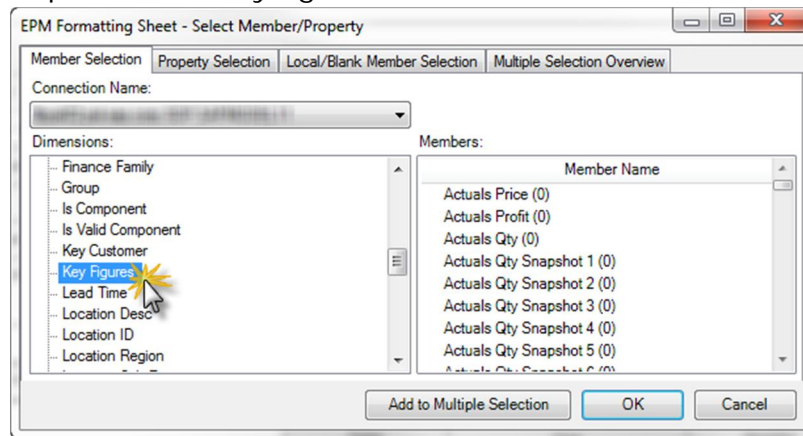 EPM Formatting Sheet - Select Member/Property
Member Selection
Property Selection
Local/Blank Member Selection
Multiple Selection Overview
Connection Name:
Dimensions:
Finance Family
Group
Is Component
Is Valid Component
Key Customer
Key Figures
Lead Time
Location Desc
Location ID
Location Region
Members:
Member Name
Actuals Price (0)
Actuals Profit (0)
Actuals Qty (0)
Actuals Qty Snapshot 1 (0)
Actuals Qty Snapshot 2 (0)
Actuals Qty Snapshot 3 (0)
Actuals Qty Snapshot 4 (0)
Actuals Qty Snapshot 5 (0)
Add to Multiple Selection
OK
Cancel